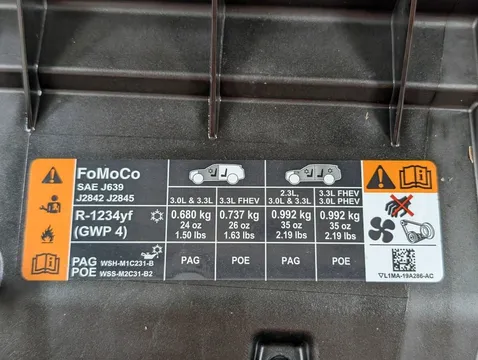 FoMoCo
SAE J639
J2842 J2845
3.0L & 3.3L 3.3L FHEV
2.3L, 3.0L & 3.3L
3.3L FHEV 3.0L PHEV
R-1234yf
(GWP 4)
0.680 kg 0.737 kg 0.992 kg 0.992 kg
24 oz 26 oz 35 oz 35 oz
1.50 lbs 1.63 lbs 2.19 lbs 2.19 lbs
PAG WSH-M1C231-B
POE WSS-M2C31-B2
PAG POE PAG POE
L1MA-19A286-AC